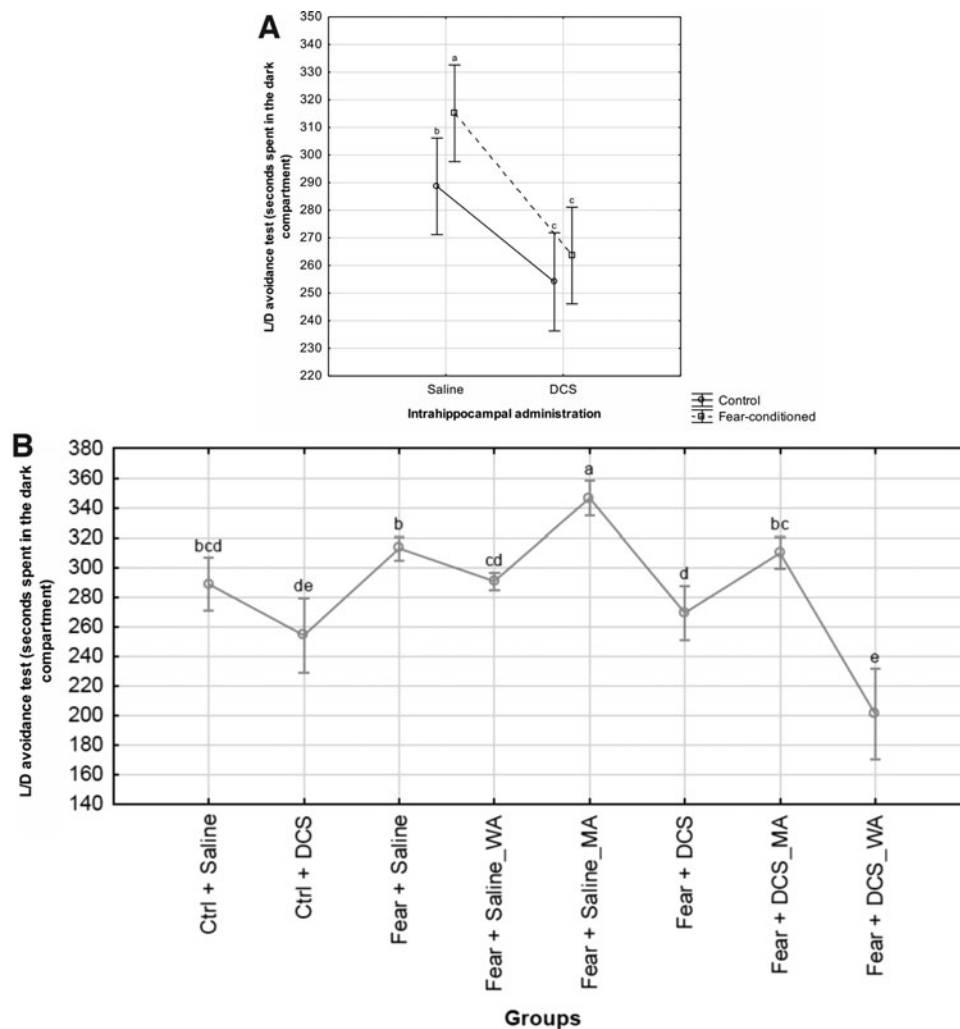 A
L/D avoidance test (seconds spent in the dark
compartment)
350
340
330
320
310
300
290
280
270
260
250
240
230
220
a
b
c
c
Saline
DCS
Intrahippocampal administration
Control
Fear-conditioned
B
L/D avoidance test (seconds spent in the dark
compartment)
380
360
340
320
300
280
260
240
220
200
180
160
140
bcd
de
b
cd
a
d
bc
e
Ctrl + Saline
Ctrl + DCS
Fear + Saline
Fear + Saline_WA
Fear + Saline_MA
Fear + DCS
Fear + DCS_MA
Fear + DCS_WA
Groups